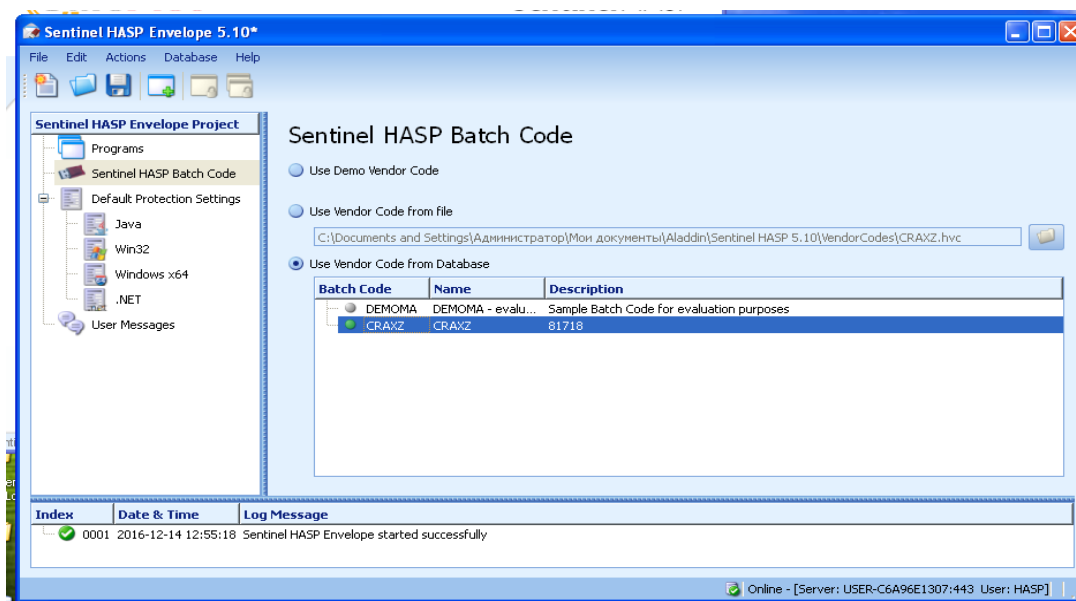 Sentinel HASP Envelope 5.10*
File Edit Actions Database Help
Sentinel HASP Envelope Project
Programs
Sentinel HASP Batch Code
Default Protection Settings
Java
Win32
Windows x64
.NET
User Messages
Sentinel HASP Batch Code
Use Demo Vendor Code
Use Vendor Code from file
C:\Documents and Settings\Администратор\Мои документы\Aladdin\Sentinel HASP 5.10\VendorCodes\CRAXZ.hvc
Use Vendor Code from Database
Batch Code Name Description
DEMOMA DEMOMA - evalu... Sample Batch Code for evaluation purposes
CRAXZ CRAXZ 81718
Index Date & Time Log Message
0001 2016-12-14 12:55:18 Sentinel HASP Envelope started successfully
Online - [Server: USER-C6A96E1307:443 User: HASP]